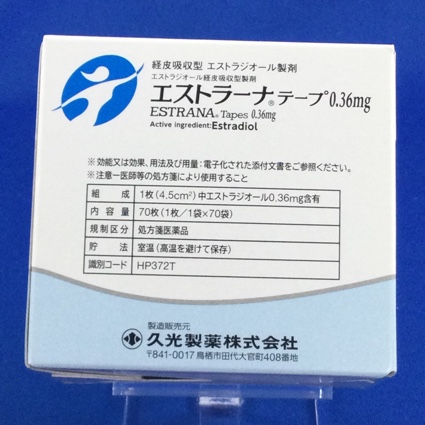 経皮吸収型 エストラジオール製剤
エストラジオール経皮吸収型製剤
エストラーナ®テープ0.36mg
ESTRANA® Tapes 0.36mg
Active ingredient:Estradiol
※効能又は効果、用法及び用量:電子化された添付文書をご参照ください。
※注意-医師等の処方箋により使用すること
組成 1枚(4.5cm²)中エストラジオール0.36mg含有
内容量 70枚(1枚/1袋×70袋)
規制区分 処方箋医薬品
貯法 室温(高温を避けて保存)
識別コード HP372T
製造販売元
久光製薬株式会社
〒841-0017 鳥栖市田代大官町408番地